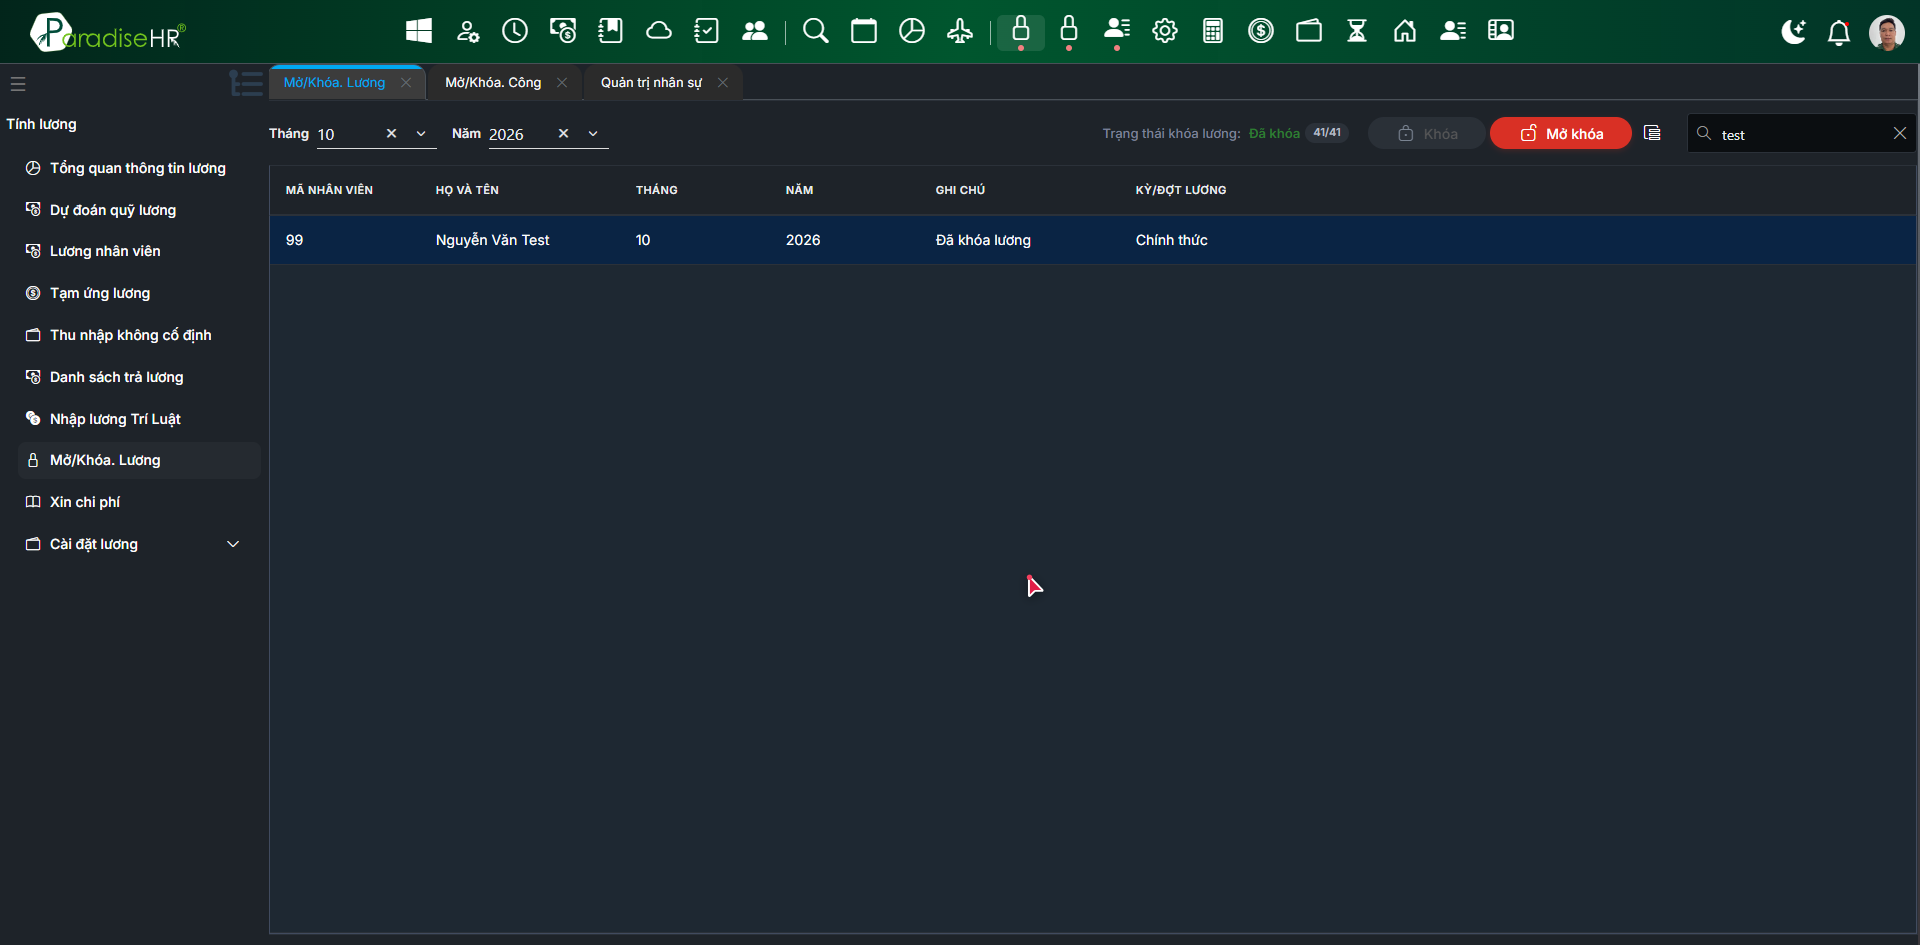 ParadiseHR®
Mở/Khóa. Lương
Mở/Khóa. Công
Quản trị nhân sự
Tính lương
Tổng quan thông tin lương
Dự đoán quỹ lương
Lương nhân viên
Tạm ứng lương
Thu nhập không cố định
Danh sách trả lương
Nhập lương Trí Luật
Mở/Khóa. Lương
Xin chi phí
Cài đặt lương
Tháng 10 Năm 2026 Trạng thái khóa lương: Đã khóa 41/41 Khóa Mở khóa test
MÃ NHÂN VIÊN HỌ VÀ TÊN THÁNG NĂM GHI CHÚ KỲ/ĐỢT LƯƠNG
99 Nguyễn Văn Test 10 2026 Đã khóa lương Chính thức